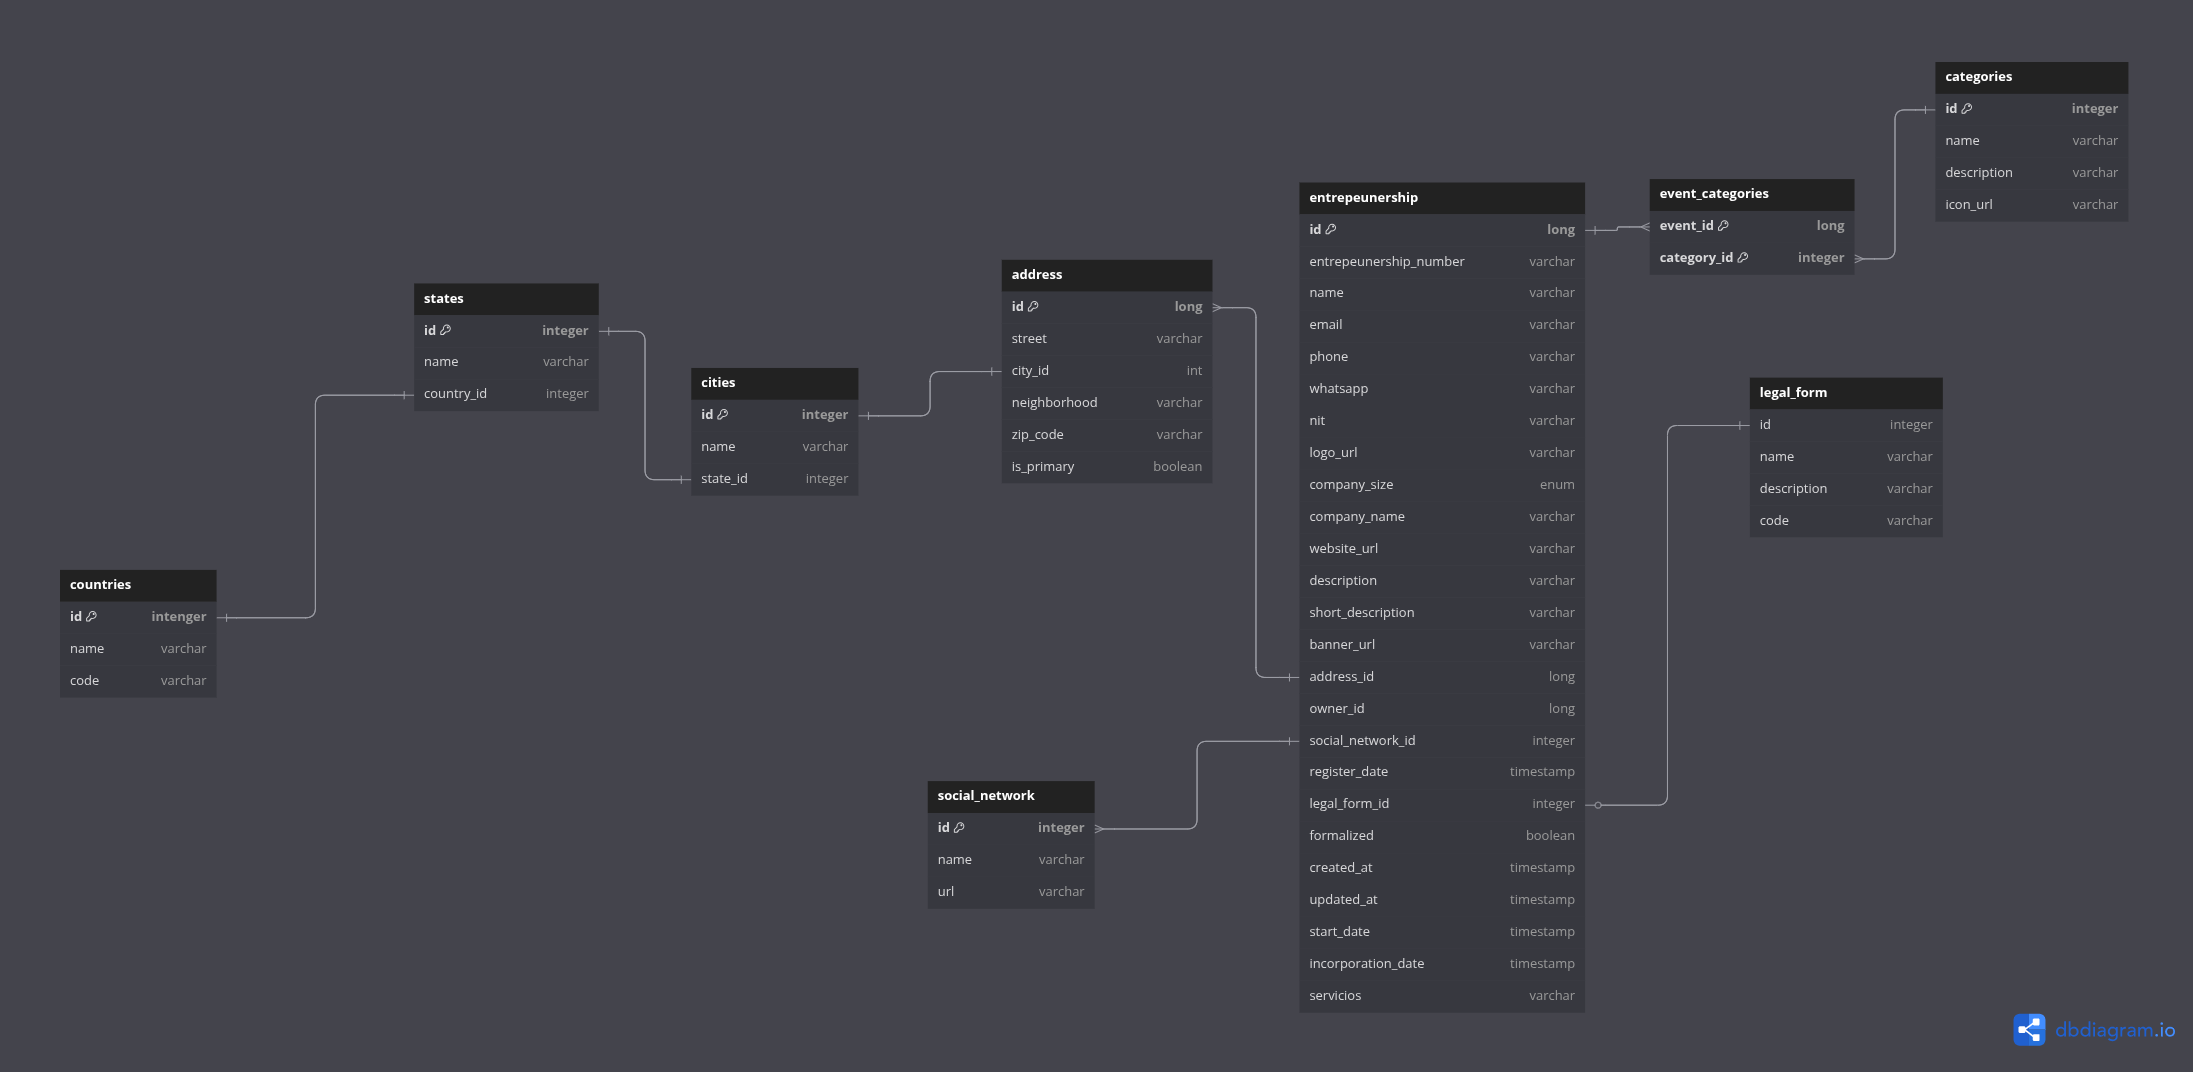 categories
id integer
name varchar
description varchar
icon_url varchar
event_categories
event_id long
category_id integer
entrepeunership
id long
entrepeunership_number varchar
name varchar
email varchar
phone varchar
whatsapp varchar
nit varchar
logo_url varchar
company_size enum
company_name varchar
website_url varchar
description varchar
short_description varchar
banner_url varchar
address_id long
owner_id long
social_network_id integer
register_date timestamp
legal_form_id integer
formalized boolean
created_at timestamp
updated_at timestamp
start_date timestamp
incorporation_date timestamp
servicios varchar
address
id long
street varchar
city_id int
neighborhood varchar
zip_code varchar
is_primary boolean
states
id integer
name varchar
country_id integer
cities
id integer
name varchar
state_id integer
legal_form
id integer
name varchar
description varchar
code varchar
countries
id intenger
name varchar
code varchar
social_network
id integer
name varchar
url varchar
dbdiagram.io